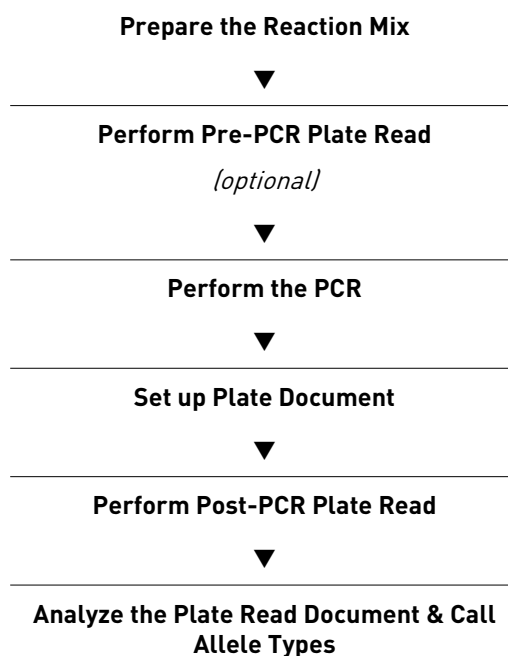 Prepare the Reaction Mix
Perform Pre-PCR Plate Read
(optional)
Perform the PCR
Set up Plate Document
Perform Post-PCR Plate Read
Analyze the Plate Read Document & Call
Allele Types